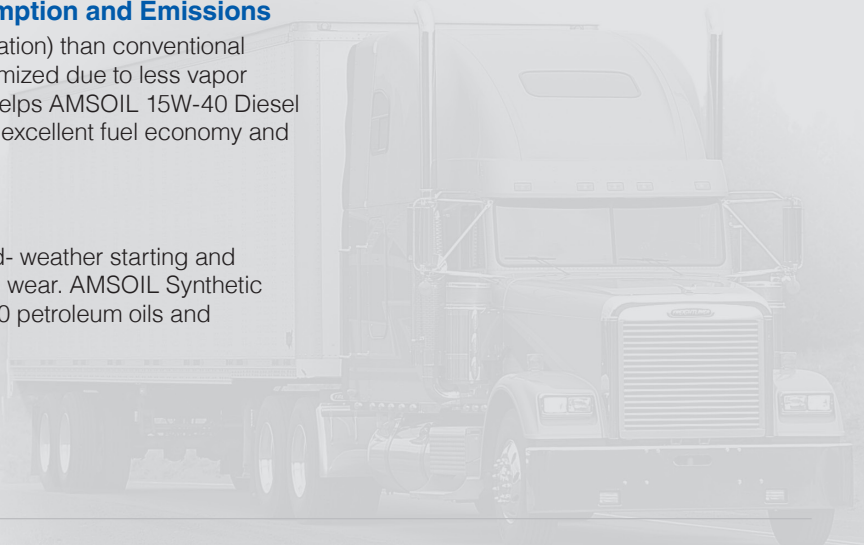 mption and Emissions
ation) than conventional
mized due to less vapor
elps AMSOIL 15W-40 Diesel
excellent fuel economy and
d- weather starting and
wear. AMSOIL Synthetic
0 petroleum oils and